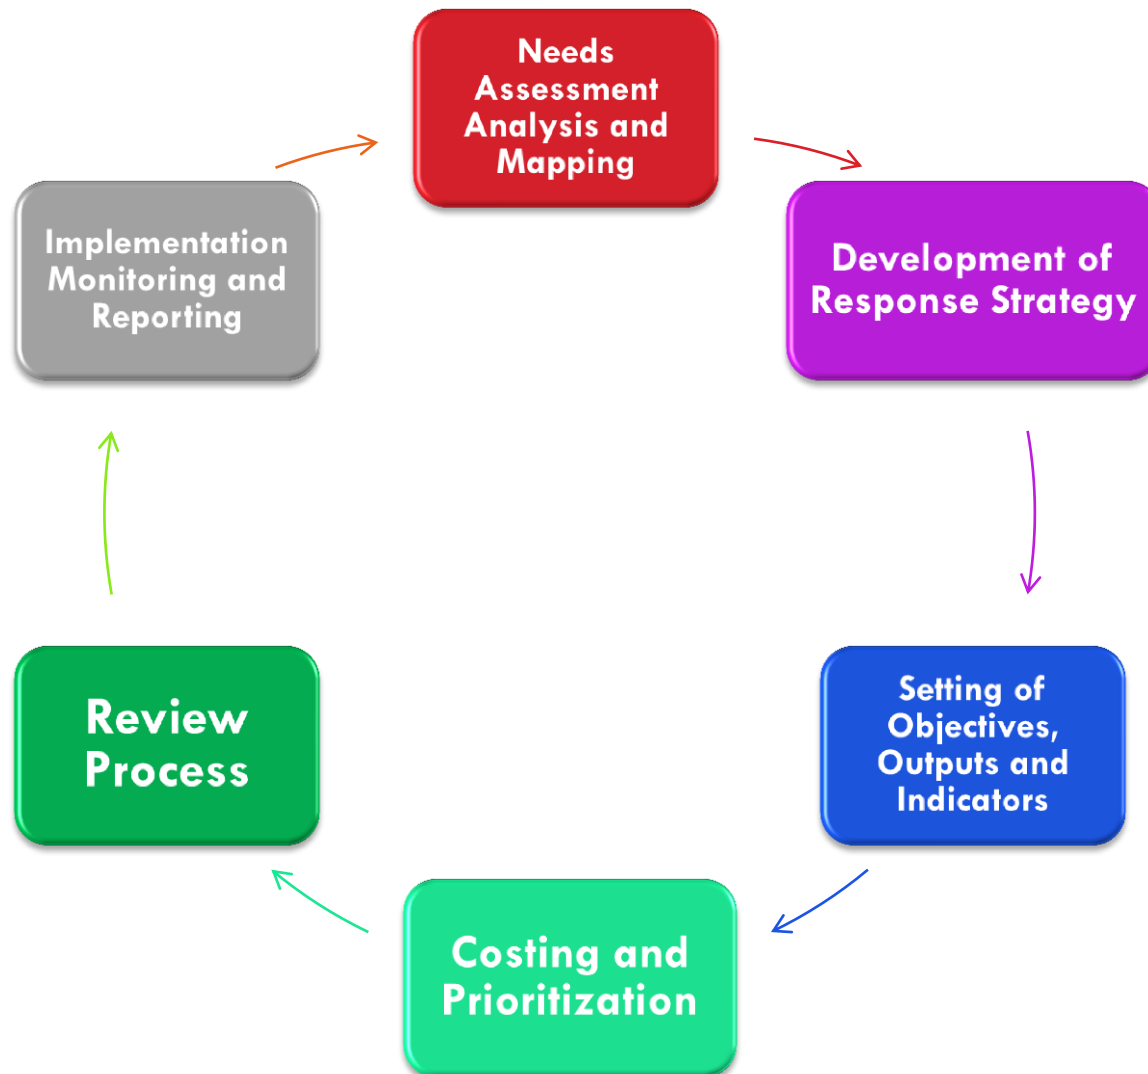 Needs
Assessment
Analysis and
Mapping
Development of
Response Strategy
Setting of
Objectives,
Outputs and
Indicators
Costing and
Prioritization
Review
Process
Implementation
Monitoring and
Reporting